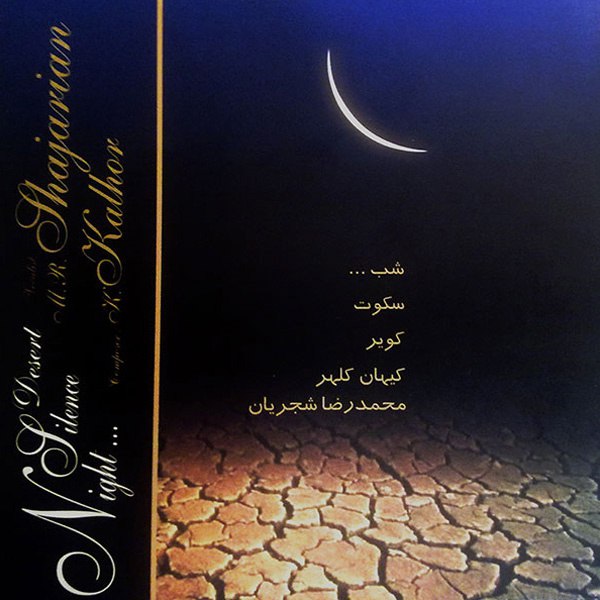 Night ...
Silence
Desert
Vocalist
M.R. Shajarian
Composer
K. Kalhor
شب ...
سکوت
کویر
کیهان کلهر
محمدرضا شجریان